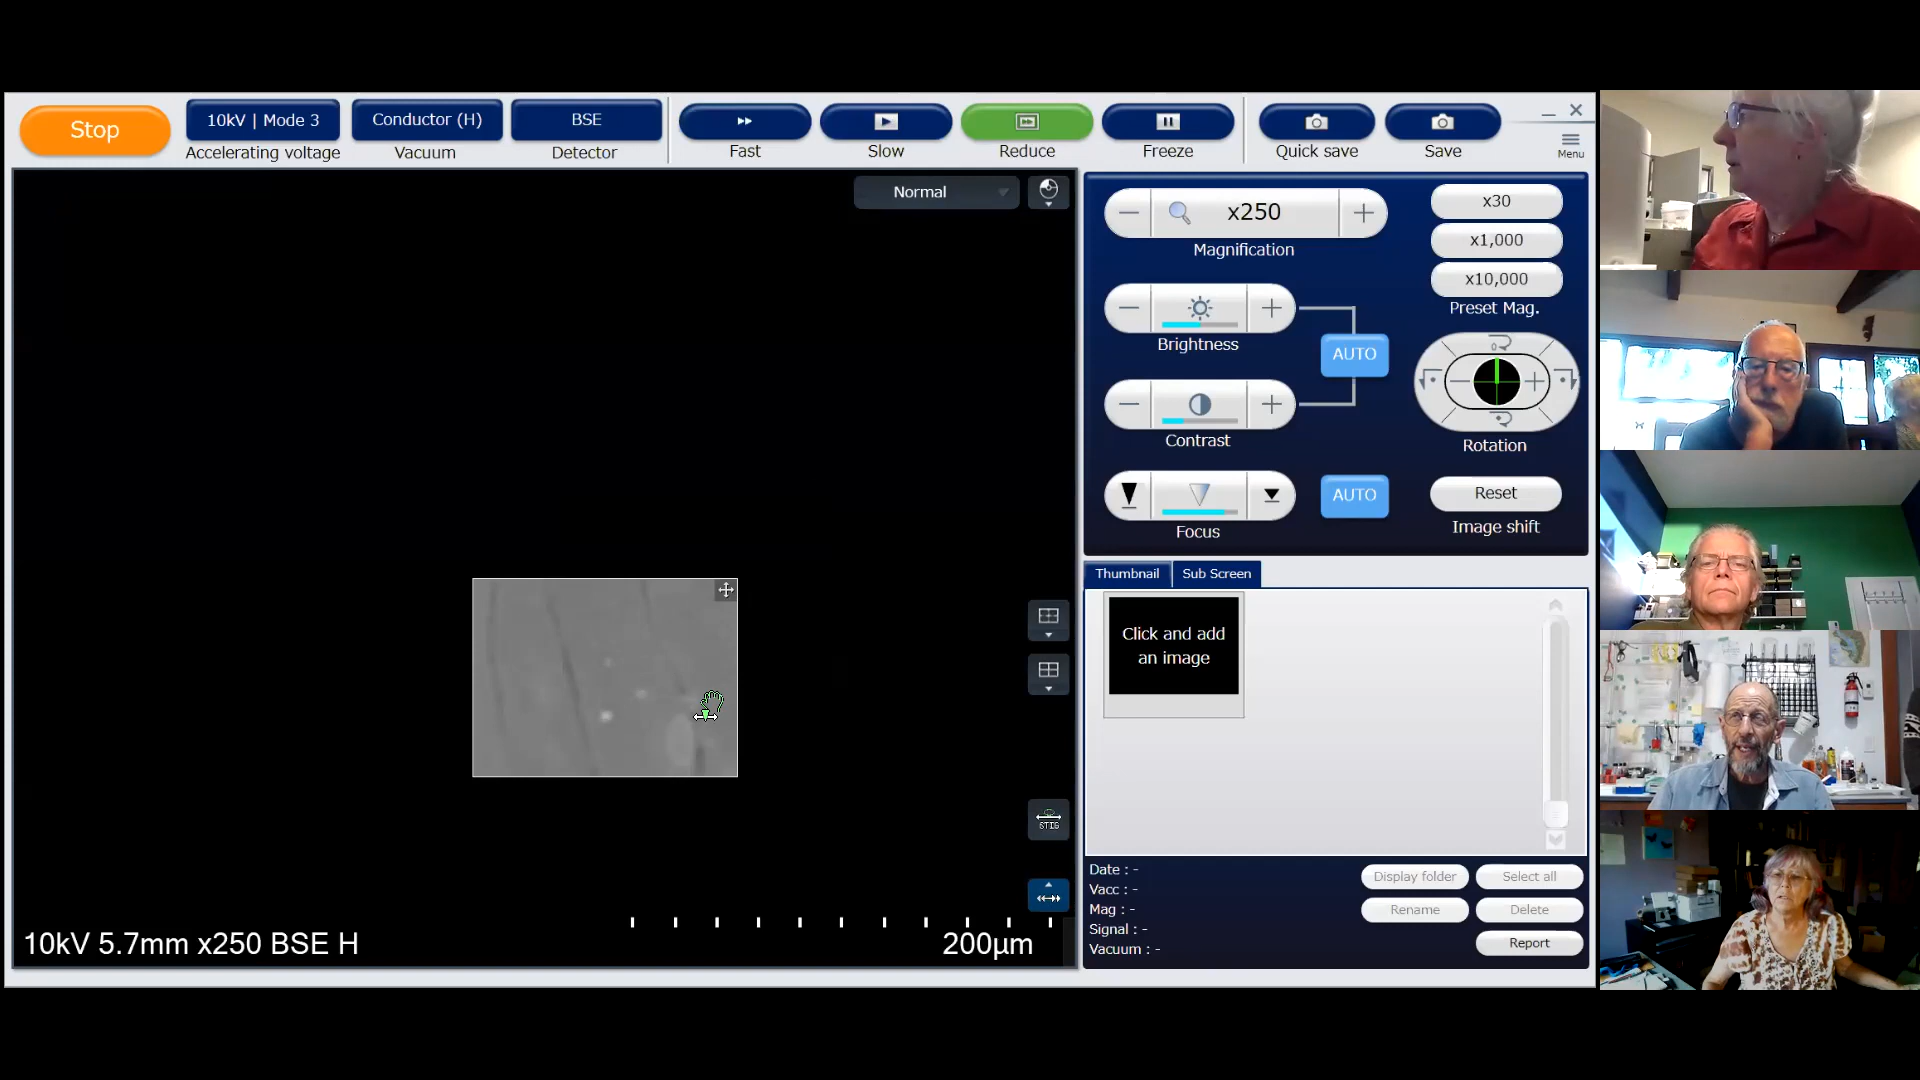 Stop
10kV | Mode 3
Accelerating voltage
Conductor (H)
Vacuum
BSE
Detector
Fast
Slow
Reduce
Freeze
Quick save
Save
Menu
Normal
x250
Magnification
x30
x1,000
x10,000
Preset Mag.
Brightness
AUTO
Contrast
Rotation
Focus
AUTO
Reset
Image shift
Thumbnail
Sub Screen
Click and add
an image
STIG
Date : -
Vacc : -
Mag : -
Signal : -
Vacuum : -
Display folder
Select all
Rename
Delete
Report
10kV 5.7mm x250 BSE H
200µm